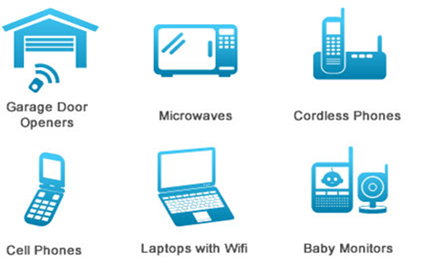 Garage Door
Openers
Microwaves
Cordless Phones
Cell Phones
Laptops with Wifi
Baby Monitors